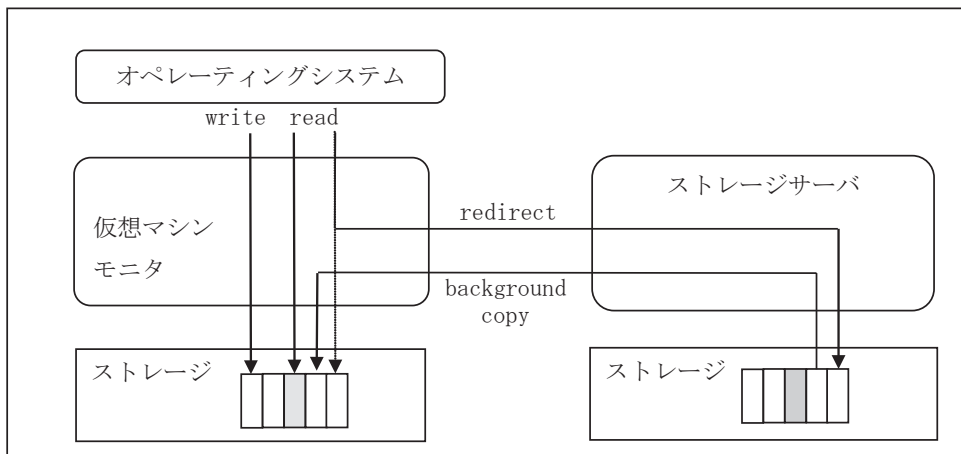 オペレーティングシステム
write read
仮想マシン
モニタ
ストレージサーバ
redirect
background
copy
ストレージ
ストレージ